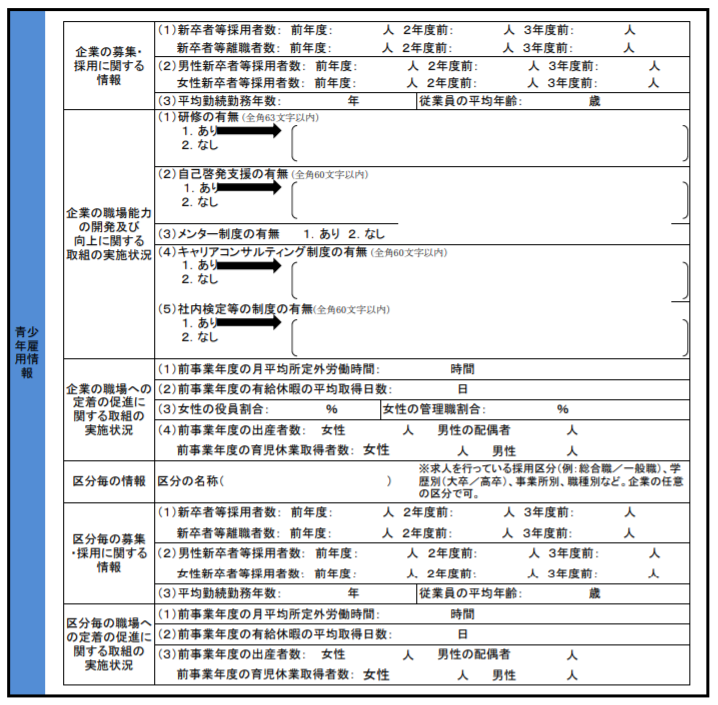 青少
年雇
用情
報
企業の募集・
採用に関する
情報
(1)新卒者等採用者数： 前年度： 人 2年度前： 人 3年度前： 人
新卒者等離職者数： 前年度： 人 2年度前： 人 3年度前： 人
(2)男性新卒者等採用者数： 前年度： 人 2年度前： 人 3年度前： 人
女性新卒者等採用者数： 前年度： 人 2年度前： 人 3年度前： 人
(3)平均勤続勤務年数： 年 従業員の平均年齢： 歳
企業の職場能力
の開発及び
向上に関する
取組の実施状況
(1)研修の有無(全角63文字以内)
1. あり
2. なし
(2)自己啓発支援の有無(全角60文字以内)
1. あり
2. なし
(3)メンター制度の有無 1. あり 2. なし
(4)キャリアコンサルティング制度の有無(全角60文字以内)
1. あり
2. なし
(5)社内検定等の制度の有無(全角60文字以内)
1. あり
2. なし
企業の職場への
定着の促進に
関する取組の
実施状況
(1)前事業年度の月平均所定外労働時間： 時間
(2)前事業年度の有給休暇の平均取得日数： 日
(3)女性の役員割合： % 女性の管理職割合： %
(4)前事業年度の出産者数： 女性 人 男性の配偶者 人
前事業年度の育児休業取得者数： 女性 人 男性 人
区分毎の情報
区分の名称( )
※求人を行っている採用区分(例：総合職／一般職)、学
歴別(大卒／高卒)、事業所別、職種別など。企業の任意
の区分で可。
区分毎の募集
・採用に関する
情報
(1)新卒者等採用者数： 前年度： 人 2年度前： 人 3年度前： 人
新卒者等離職者数： 前年度： 人 2年度前： 人 3年度前： 人
(2)男性新卒者等採用者数： 前年度： 人 2年度前： 人 3年度前： 人
女性新卒者等採用者数： 前年度： 人 2年度前： 人 3年度前： 人
(3)平均勤続勤務年数： 年 従業員の平均年齢： 歳
区分毎の職場へ
の定着の促進に
関する取組の
実施状況
(1)前事業年度の月平均所定外労働時間： 時間
(2)前事業年度の有給休暇の平均取得日数： 日
(3)前事業年度の出産者数： 女性 人 男性の配偶者 人
前事業年度の育児休業取得者数： 女性 人 男性 人